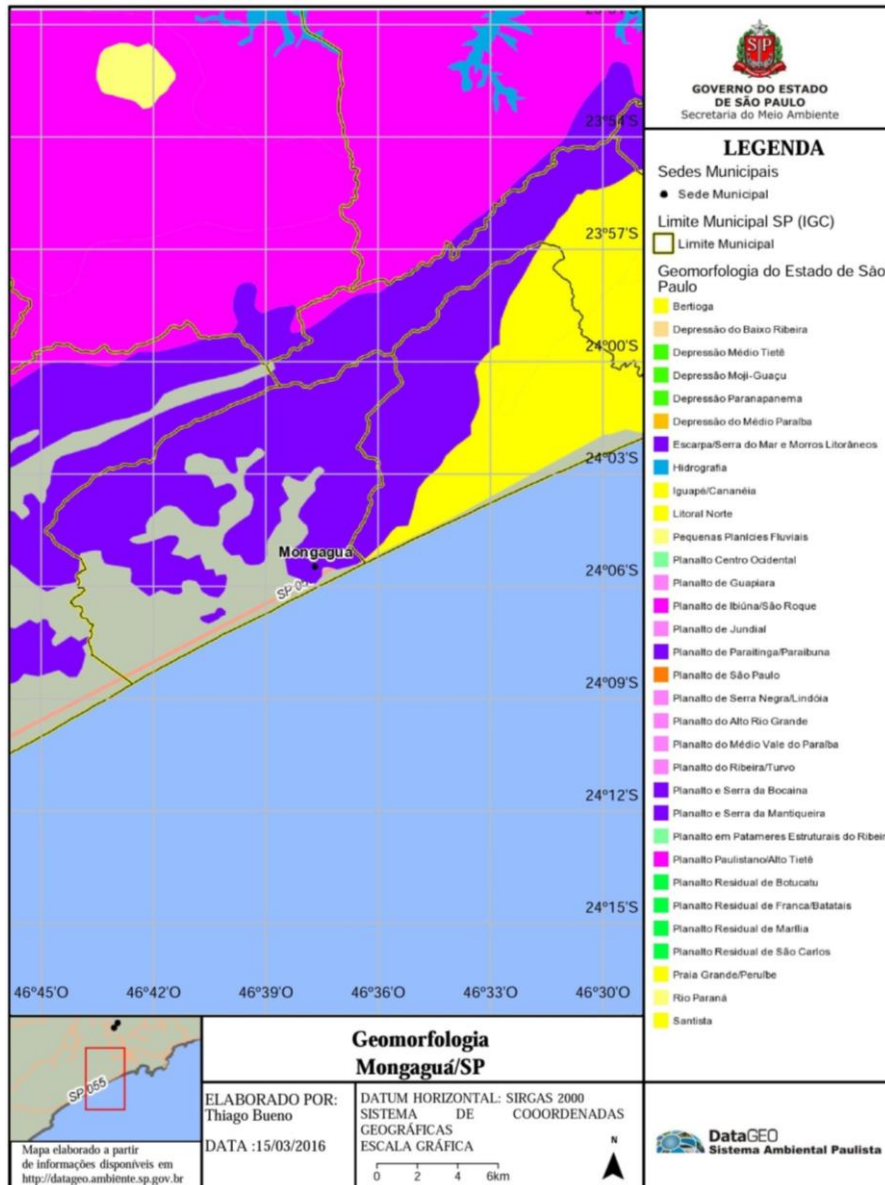 GOVERNO DO ESTADO
DE SÃO PAULO
Secretaria do Meio Ambiente
LEGENDA
Sedes Municipais
Sede Municipal
Limite Municipal SP (IGC)
Limite Municipal
Geomorfologia do Estado de São
Paulo
Bertioga
Depressão do Baixo Ribeira
Depressão Médio Tietê
Depressão Moji-Guaçu
Depressão Paranapanema
Depressão do Médio Paraíba
Escarpa/Serra do Mar e Morros Litorâneos
Hidrografia
Iguapé/Cananéia
Litoral Norte
Pequenas Planícies Fluviais
Planalto Centro Ocidental
Planalto de Guapiara
Planalto de Ibiúna/São Roque
Planalto de Jundiaí
Planalto de Paraitinga/Paraibuna
Planalto de São Paulo
Planalto de Serra Negra/Lindóia
Planalto do Alto Rio Grande
Planalto do Médio Vale do Paraíba
Planalto do Ribeira/Turvo
Planalto e Serra da Bocaina
Planalto e Serra da Mantiqueira
Planalto em Patameres Estruturais do Ribeir
Planalto Paulistano/Alto Tietê
Planalto Residual de Botucatu
Planalto Residual de Franca/Batatais
Planalto Residual de Marília
Planalto Residual de São Carlos
Praia Grande/Peruíbe
Rio Paraná
Santista
23°54'S
23°57'S
24°00'S
24°03'S
Mongaguá
24°06'S
24°09'S
24°12'S
24°15'S
46°45'O 46°42'O 46°39'O 46°36'O 46°33'O 46°30'O
SP 055
Mapa elaborado a partir
de informações disponíveis em
http://datageo.ambiente.sp.gov.br
Geomorfologia
Mongaguá/SP
ELABORADO POR:
Thiago Bueno
DATA :15/03/2016
DATUM HORIZONTAL: SIRGAS 2000
SISTEMA DE COOORDENADAS
GEOGRÁFICAS
ESCALA GRÁFICA
0 2 4 6km
N
DataGEO
Sistema Ambiental Paulista